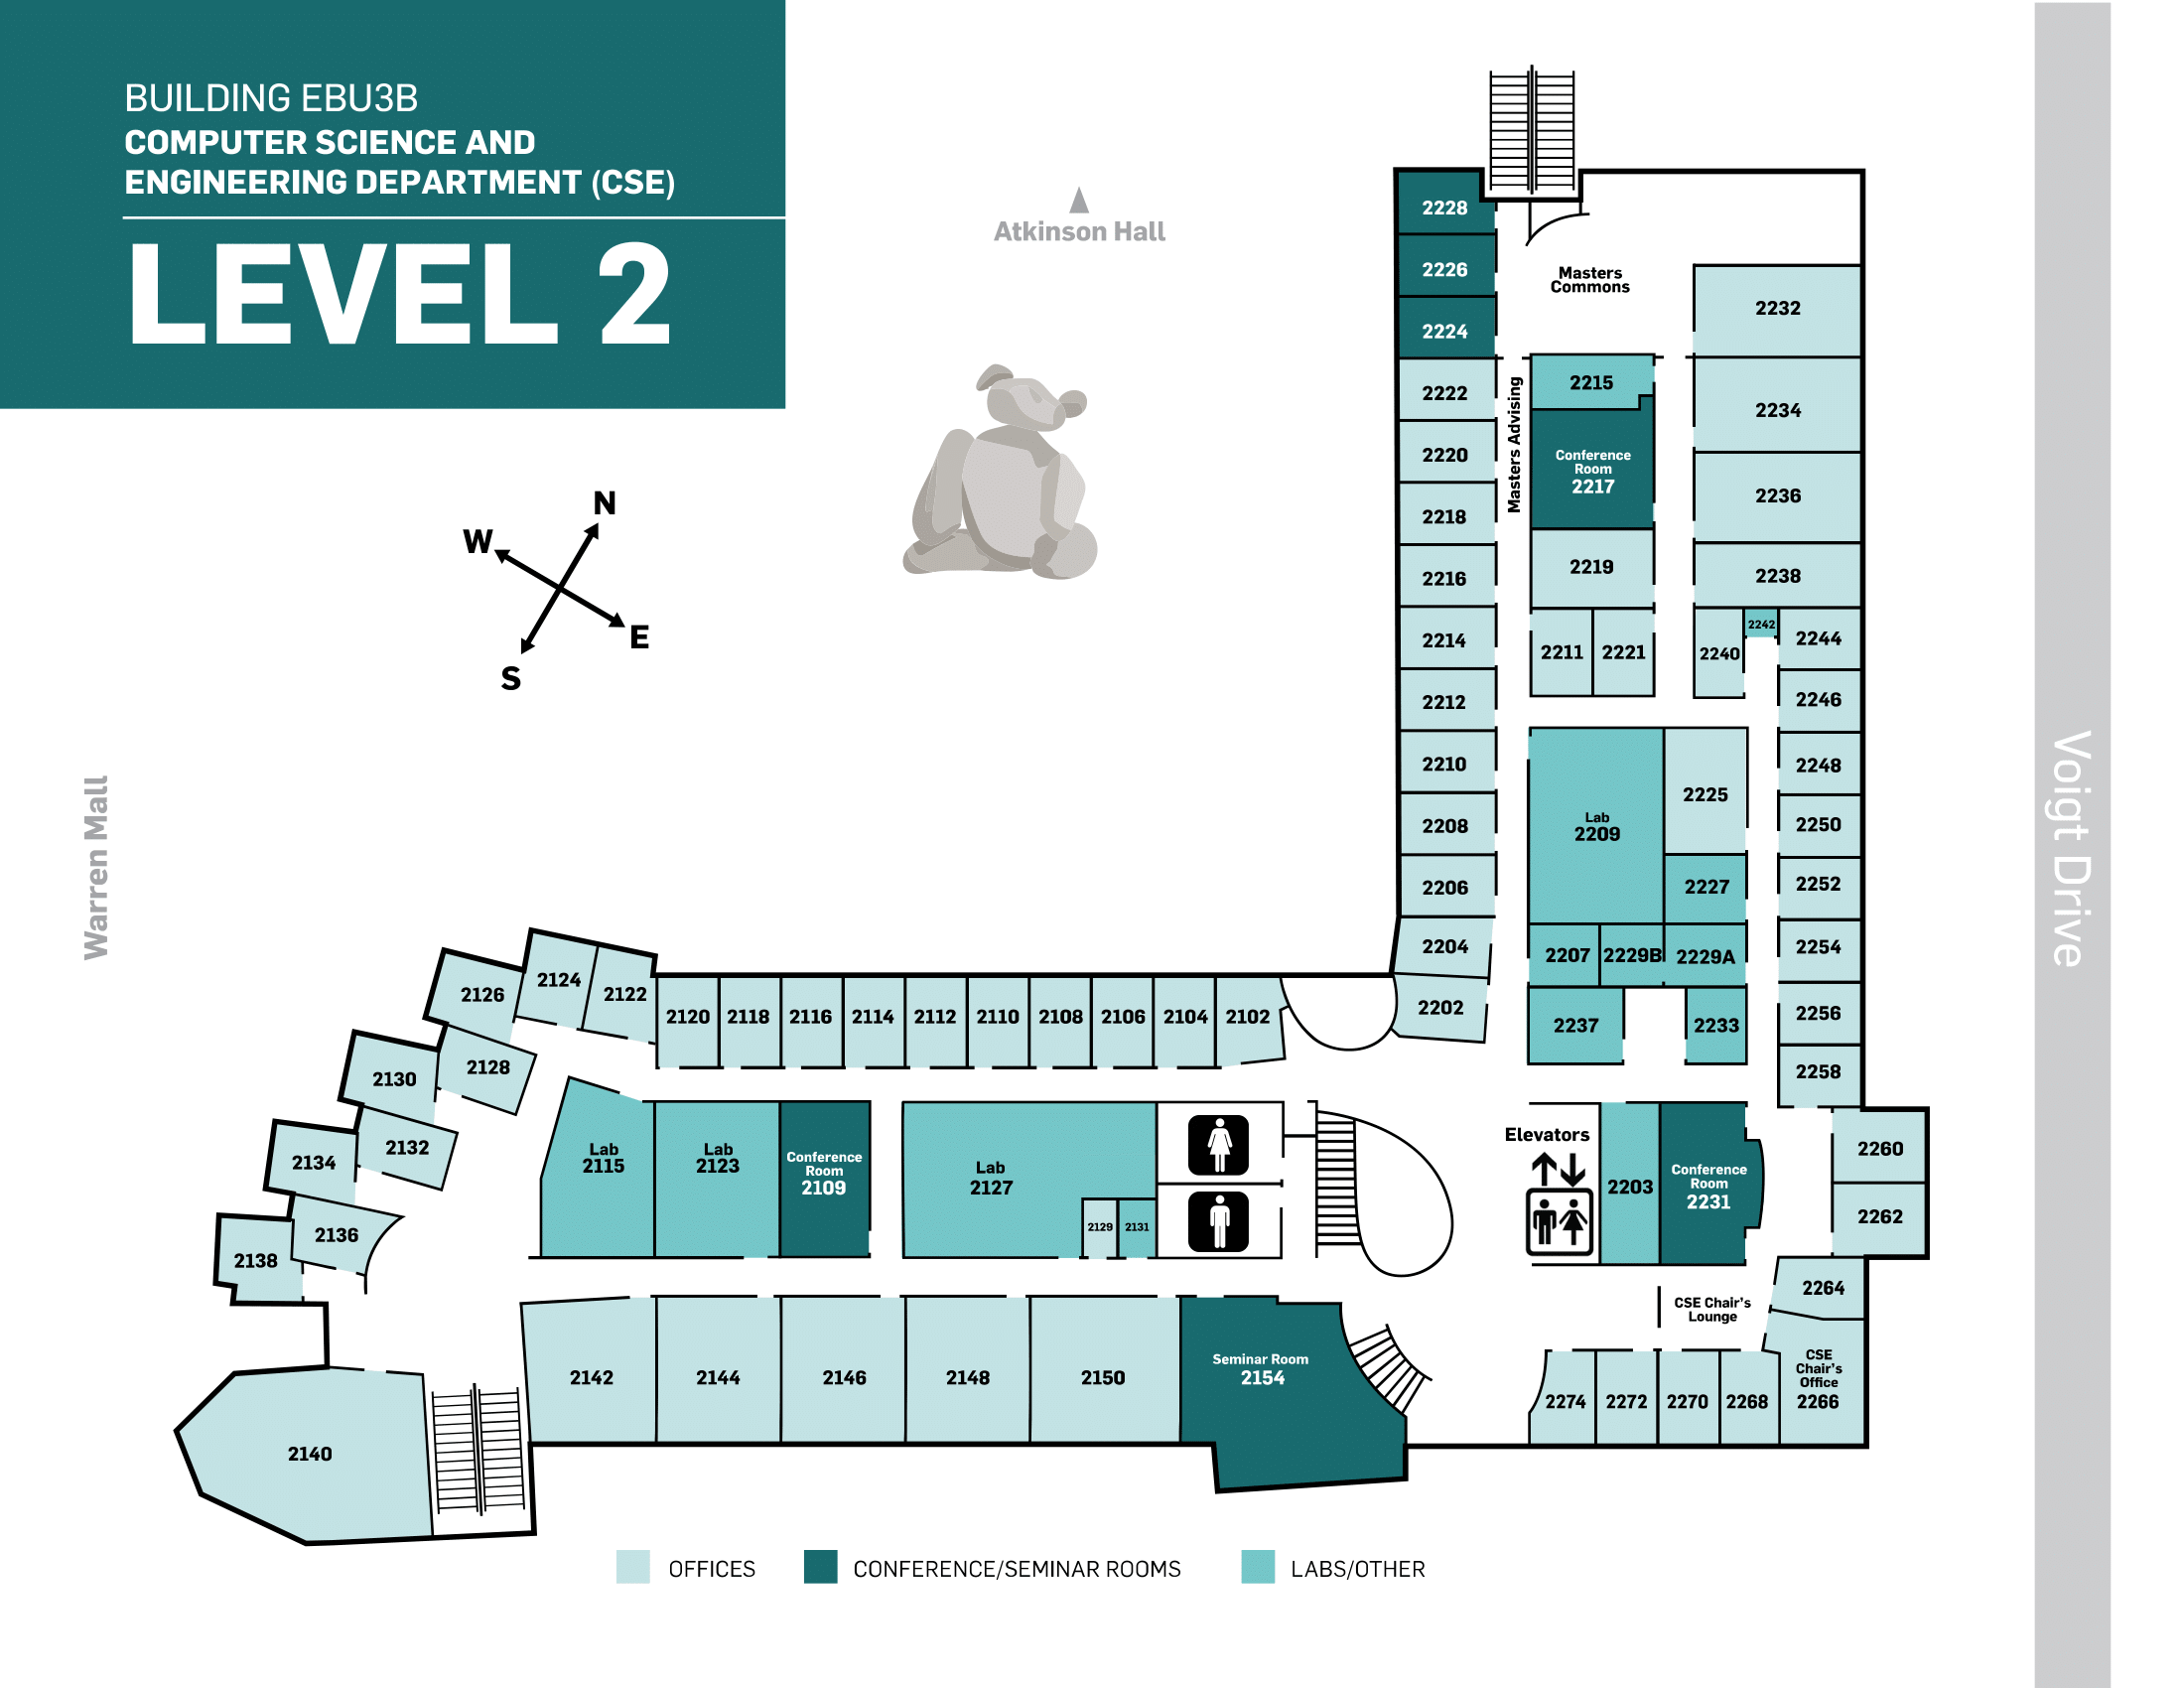 BUILDING EBU3B
COMPUTER SCIENCE AND
ENGINEERING DEPARTMENT (CSE)
LEVEL 2
Atkinson Hall
N
W
E
S
Warren Mall
Voigt Drive
2228
2226
2224
2222
2220
2218
2216
2214
2212
2210
2208
2206
2204
2202
Masters
Commons
Masters Advising
2215
Conference
Room
2217
2219
2211
2221
2232
2234
2236
2238
2240
2242
2244
2246
2248
2250
2252
2254
2256
2258
2260
2262
2264
Lab
2209
2225
2227
2207
2229B
2229A
2237
2233
Elevators
2203
Conference
Room
2231
CSE Chair's
Lounge
CSE
Chair's
Office
2266
2274
2272
2270
2268
2124
2122
2126
2128
2130
2132
2134
2136
2138
2120
2118
2116
2114
2112
2110
2108
2106
2104
2102
Lab
2115
Lab
2123
Conference
Room
2109
Lab
2127
2129
2131
2140
2142
2144
2146
2148
2150
Seminar Room
2154
OFFICES
CONFERENCE/SEMINAR ROOMS
LABS/OTHER